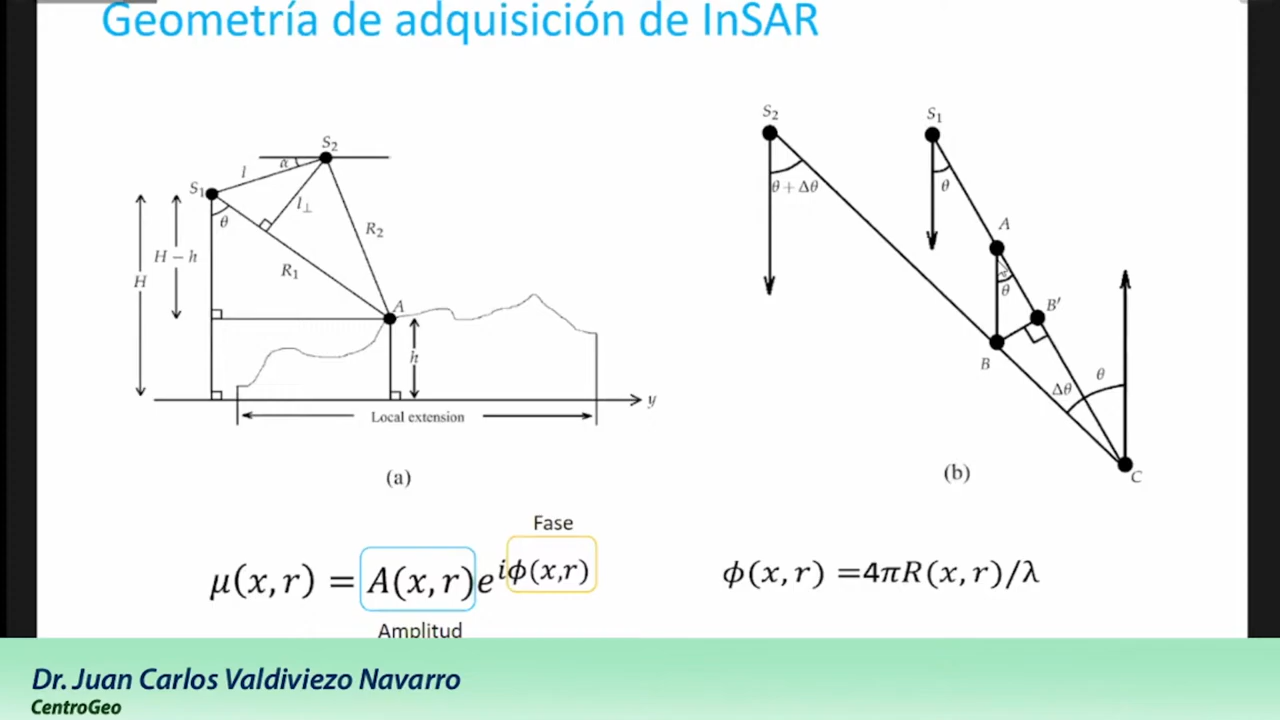 Geometría de adquisición de InSAR
S₂
α
l
S₁
l⊥
θ
R₂
H − h
R₁
H
A
h
y
Local extension
(a)
S₂
S₁
θ + Δθ
θ
A
θ
B′
B
Δθ
θ
C
(b)
Fase
μ(x,r) = A(x,r)e^{iϕ(x,r)}
ϕ(x,r) =4πR(x,r)/λ
Amplitud
Dr. Juan Carlos Valdiviezo Navarro
CentroGeo